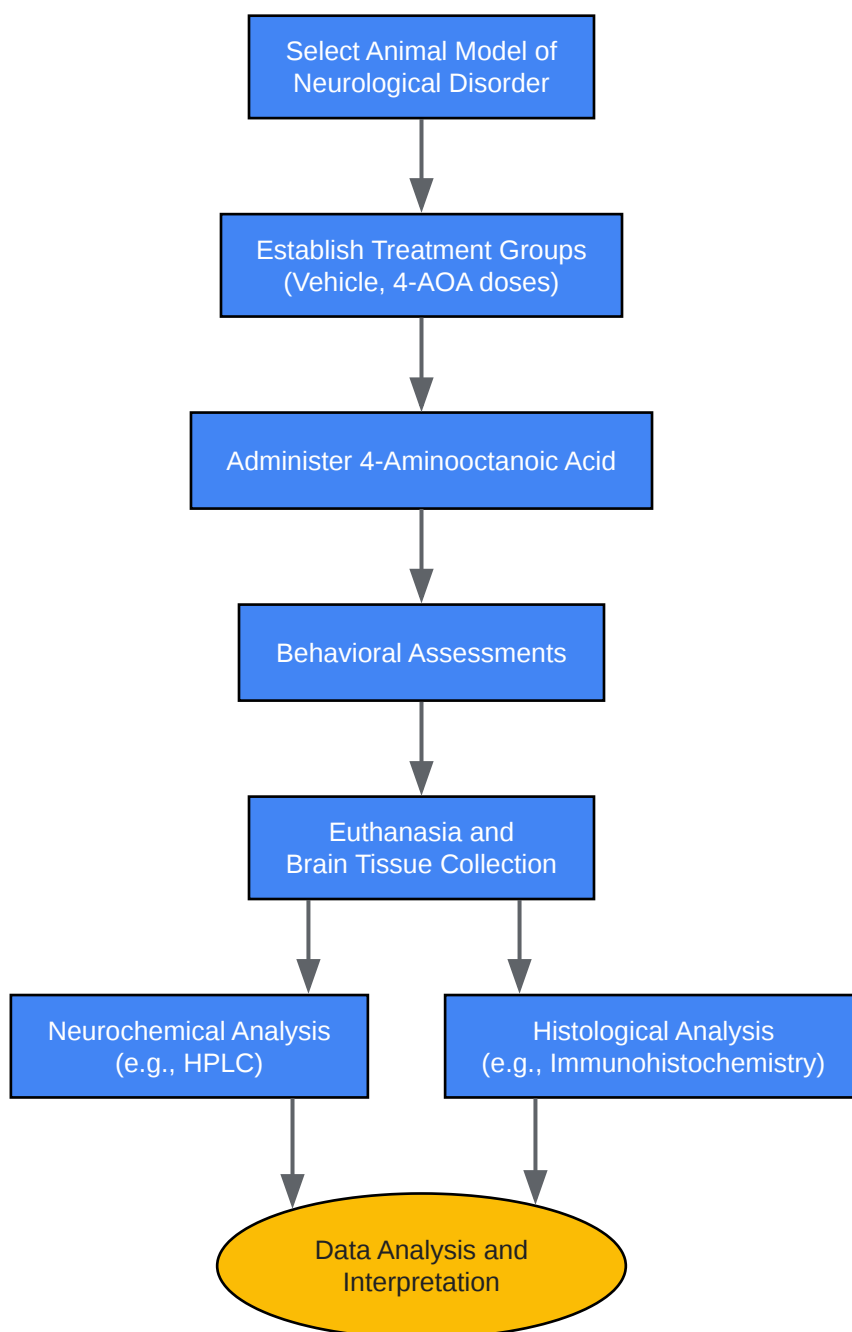 Select Animal Model of
Neurological Disorder
Establish Treatment Groups
(Vehicle, 4-AOA doses)
Administer 4-Aminooctanoic Acid
Behavioral Assessments
Euthanasia and
Brain Tissue Collection
Neurochemical Analysis
(e.g., HPLC)
Histological Analysis
(e.g., Immunohistochemistry)
Data Analysis and
Interpretation